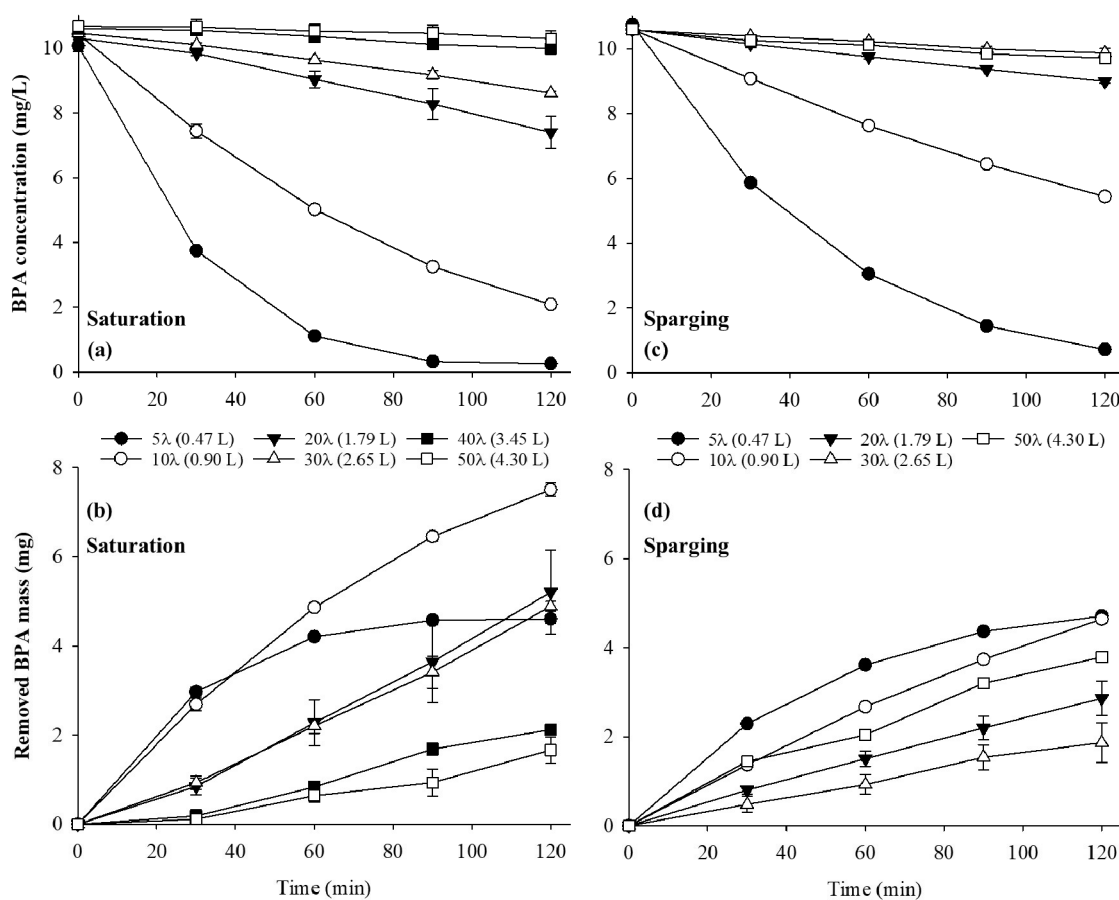 BPA concentration (mg/L)
12
10
8
6
4
2
0
Saturation
(a)
0 20 40 60 80 100 120
10
8
6
4
2
0
Sparging
(c)
0 20 40 60 80 100 120
5λ (0.47 L) 20λ (1.79 L) 40λ (3.45 L)
10λ (0.90 L) 30λ (2.65 L) 50λ (4.30 L)
5λ (0.47 L) 20λ (1.79 L) 50λ (4.30 L)
10λ (0.90 L) 30λ (2.65 L)
Removed BPA mass (mg)
8
6
4
2
0
(b)
Saturation
0 20 40 60 80 100 120
Time (min)
8
6
4
2
0
(d)
Sparging
0 20 40 60 80 100 120
Time (min)